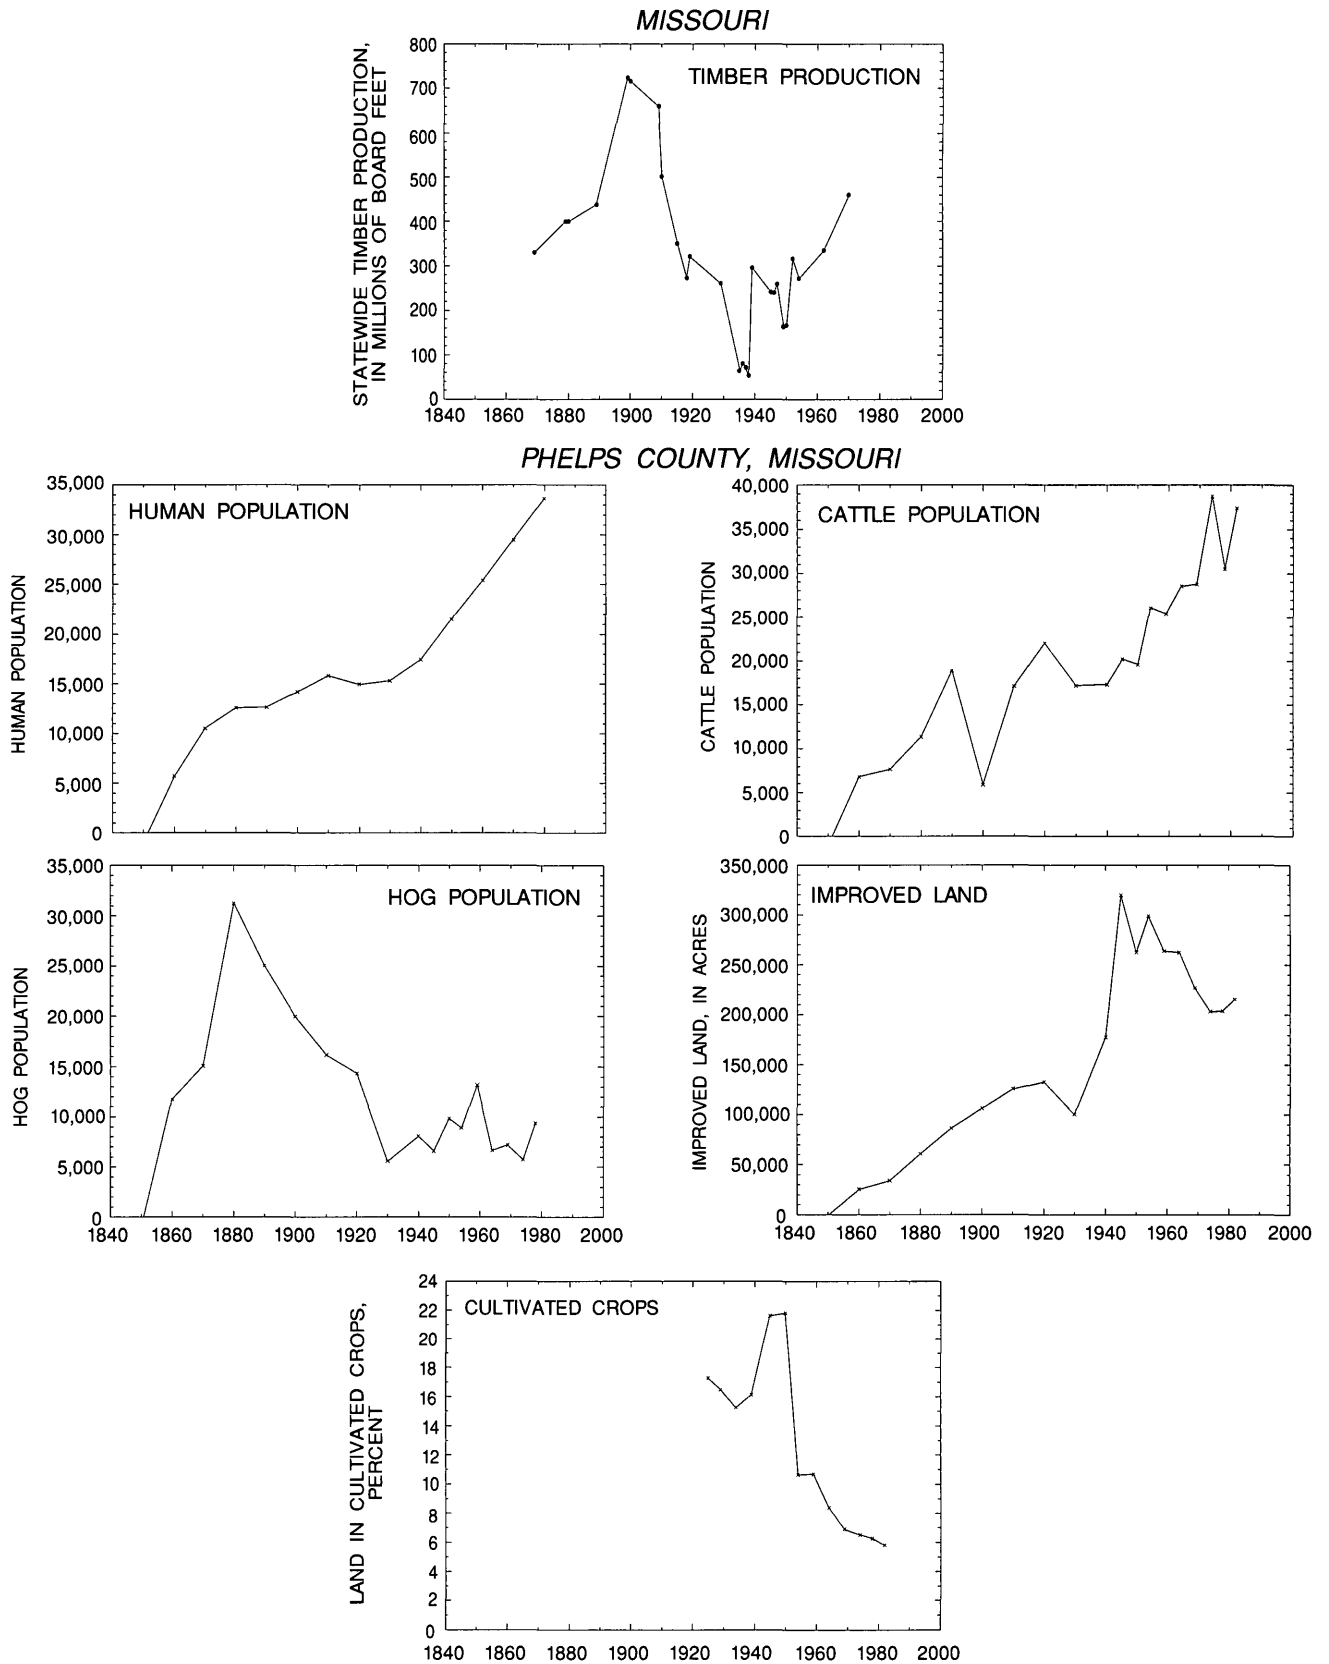 MISSOURI
TIMBER PRODUCTION
STATEWIDE TIMBER PRODUCTION,
IN MILLIONS OF BOARD FEET
800
700
600
500
400
300
200
100
0
1840 1860 1880 1900 1920 1940 1960 1980 2000
PHELPS COUNTY, MISSOURI
HUMAN POPULATION
HUMAN POPULATION
35,000
30,000
25,000
20,000
15,000
10,000
5,000
0
CATTLE POPULATION
CATTLE POPULATION
40,000
35,000
30,000
25,000
20,000
15,000
10,000
5,000
0
HOG POPULATION
HOG POPULATION
35,000
30,000
25,000
20,000
15,000
10,000
5,000
0
1840 1860 1880 1900 1920 1940 1960 1980 2000
IMPROVED LAND
IMPROVED LAND, IN ACRES
350,000
300,000
250,000
200,000
150,000
100,000
50,000
0
1840 1860 1880 1900 1920 1940 1960 1980 2000
CULTIVATED CROPS
LAND IN CULTIVATED CROPS,
PERCENT
24
22
20
18
16
14
12
10
8
6
4
2
0
1840 1860 1880 1900 1920 1940 1960 1980 2000